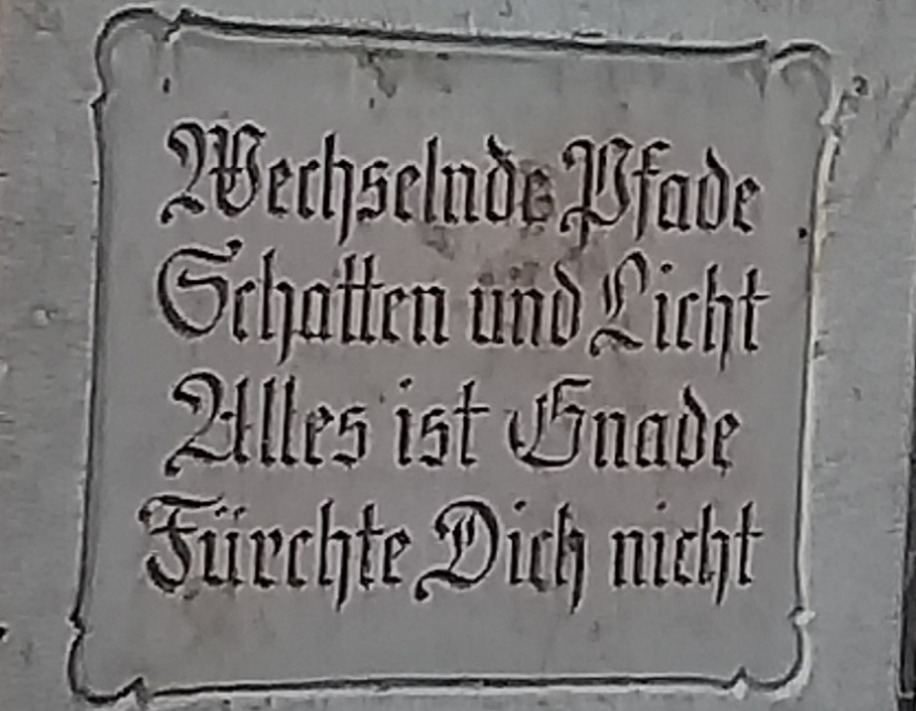 Wechselnde Pfade
Schatten und Licht
Alles ist Gnade
Fürchte Dich nicht